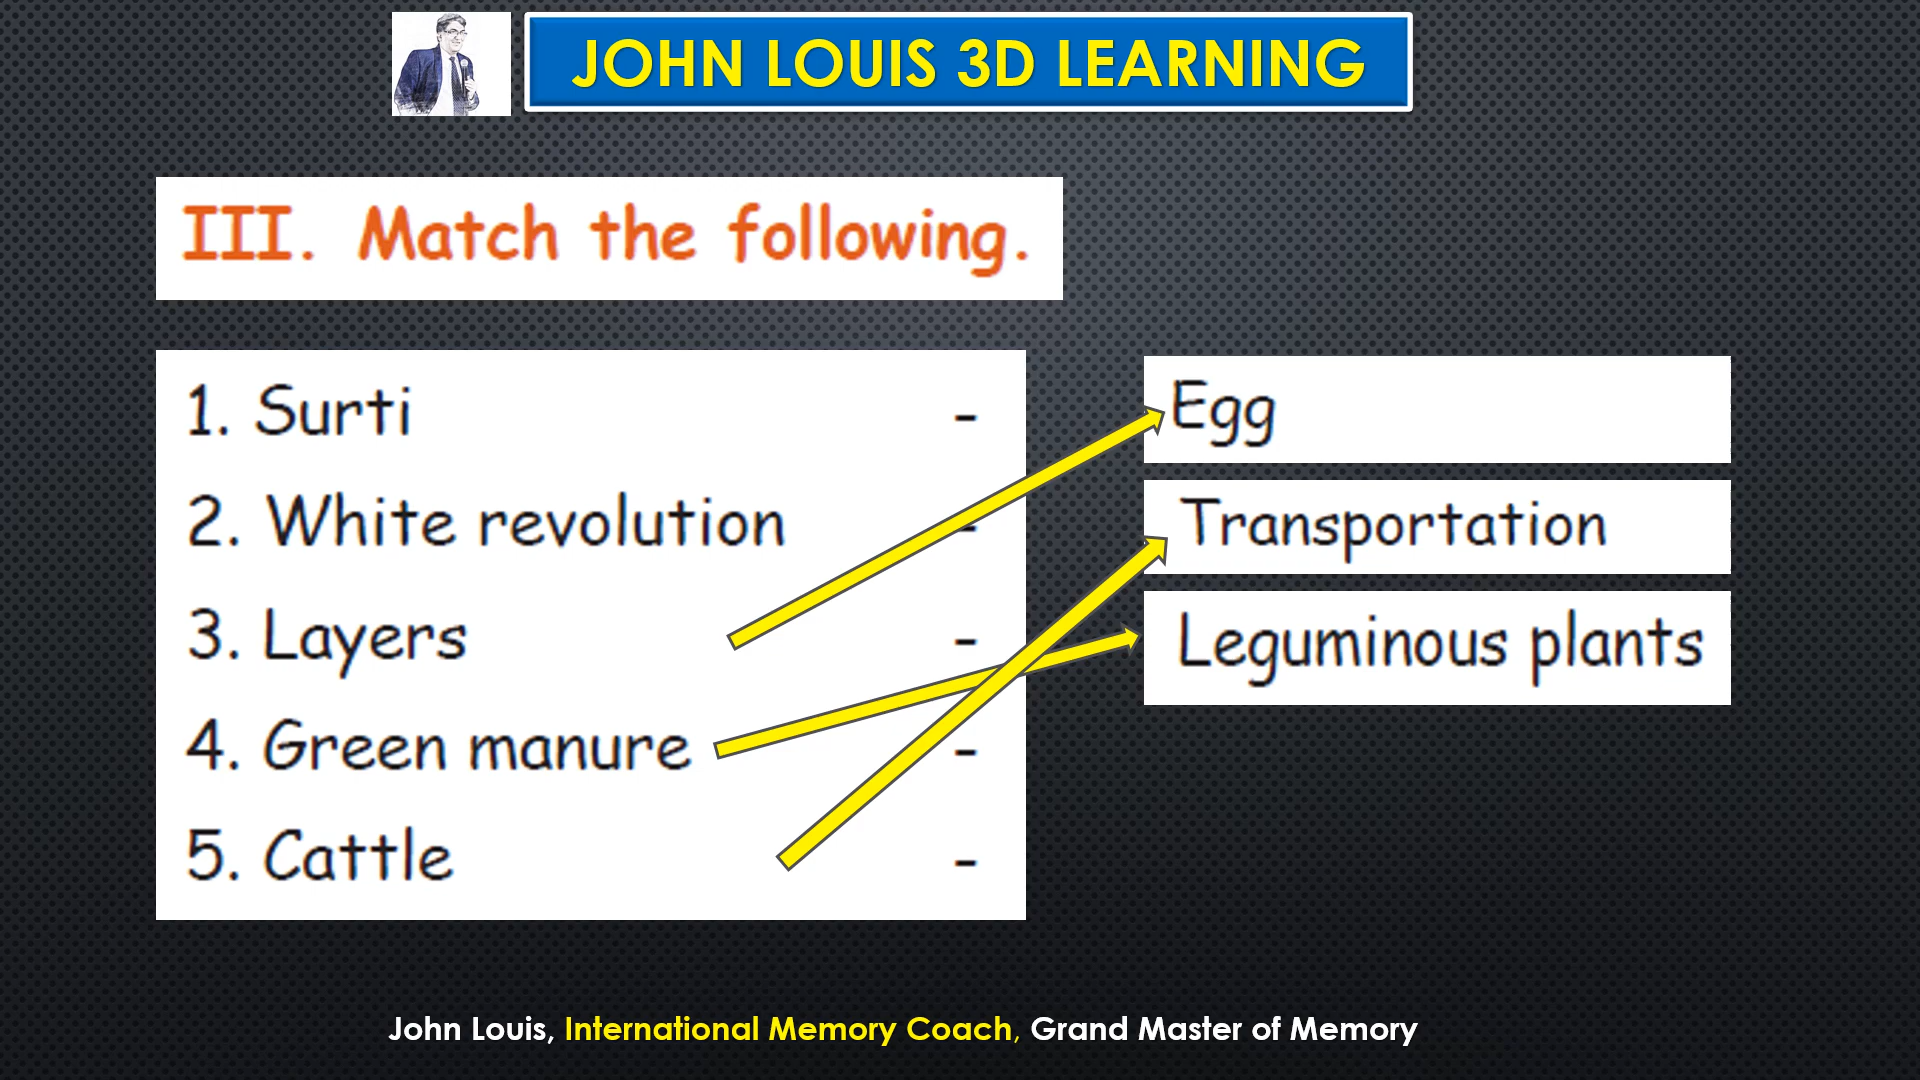 JOHN LOUIS 3D LEARNING
III. Match the following.
1. Surti -
2. White revolution -
3. Layers -
4. Green manure -
5. Cattle -
Egg
Transportation
Leguminous plants
John Louis, International Memory Coach, Grand Master of Memory